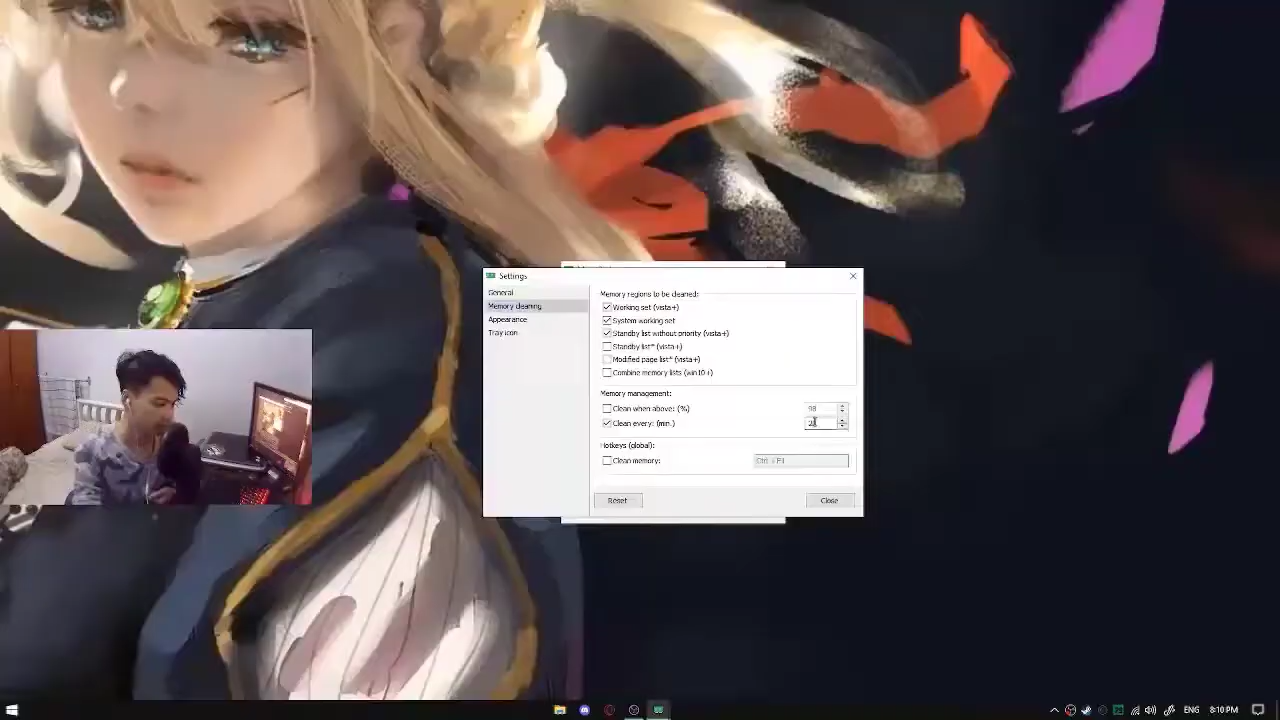 Settings
General
Memory cleaning
Appearance
Tray icon
Memory regions to be cleaned:
Working set (vista+)
System working set
Standby list without priority (vista+)
Standby list* (vista+)
Modified page list* (vista+)
Combine memory lists (win10+)
Memory management:
Clean when above: (%)
98
Clean every: (min.)
Hotkeys (global):
Clean memory:
Ctrl + F1
Reset
Close
ENG
8:10 PM